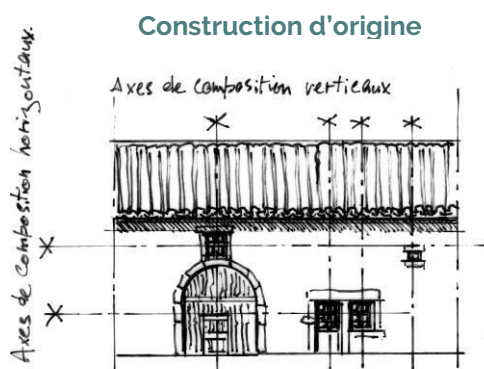 Construction d'origine
Axes de composition verticaux
Axes de composition horizontaux.